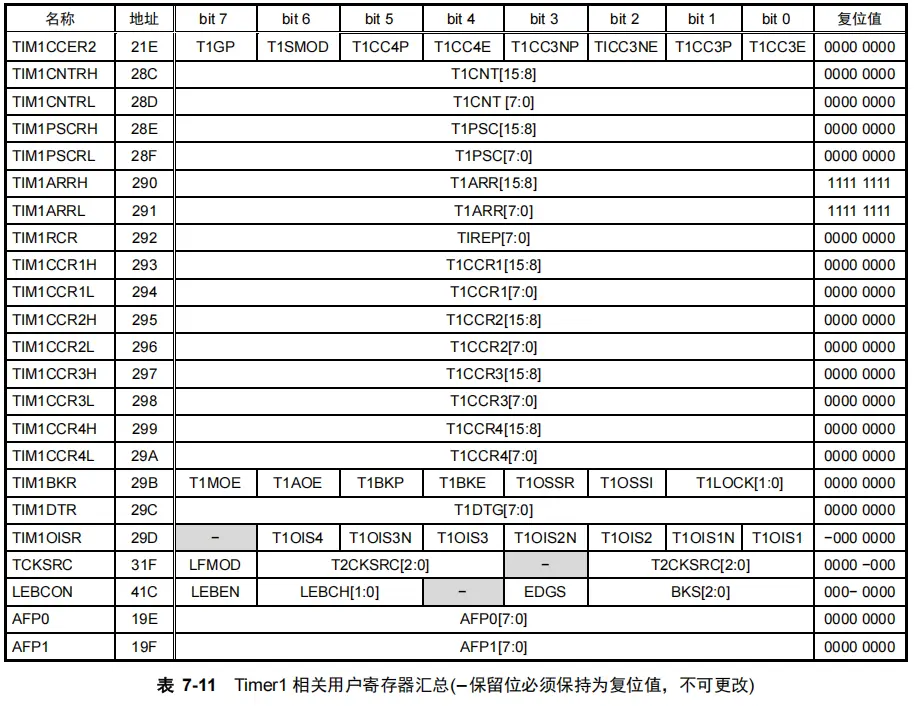 名称 地址 bit 7 bit 6 bit 5 bit 4 bit 3 bit 2 bit 1 bit 0 复位值
TIM1CCER2 21E T1GP T1SMOD T1CC4P T1CC4E T1CC3NP TICC3NE T1CC3P T1CC3E 0000 0000
TIM1CNTRH 28C T1CNT[15:8] 0000 0000
TIM1CNTRL 28D T1CNT [7:0] 0000 0000
TIM1PSCRH 28E T1PSC[15:8] 0000 0000
TIM1PSCRL 28F T1PSC[7:0] 0000 0000
TIM1ARRH 290 T1ARR[15:8] 1111 1111
TIM1ARRL 291 T1ARR[7:0] 1111 1111
TIM1RCR 292 TIREP[7:0] 0000 0000
TIM1CCR1H 293 T1CCR1[15:8] 0000 0000
TIM1CCR1L 294 T1CCR1[7:0] 0000 0000
TIM1CCR2H 295 T1CCR2[15:8] 0000 0000
TIM1CCR2L 296 T1CCR2[7:0] 0000 0000
TIM1CCR3H 297 T1CCR3[15:8] 0000 0000
TIM1CCR3L 298 T1CCR3[7:0] 0000 0000
TIM1CCR4H 299 T1CCR4[15:8] 0000 0000
TIM1CCR4L 29A T1CCR4[7:0] 0000 0000
TIM1BKR 29B T1MOE T1AOE T1BKP T1BKE T1OSSR T1OSSI T1LOCK[1:0] 0000 0000
TIM1DTR 29C T1DTG[7:0] 0000 0000
TIM1OISR 29D – T1OIS4 T1OIS3N T1OIS3 T1OIS2N T1OIS2 T1OIS1N T1OIS1 –000 0000
TCKSRC 31F LFMOD T2CKSRC[2:0] – T2CKSRC[2:0] 0000 –000
LEBCON 41C LEBEN LEBCH[1:0] – EDGS BKS[2:0] 000– 0000
AFP0 19E AFP0[7:0] 0000 0000
AFP1 19F AFP1[7:0] 0000 0000
表 7-11 Timer1 相关用户寄存器汇总(–保留位必须保持为复位值，不可更改)